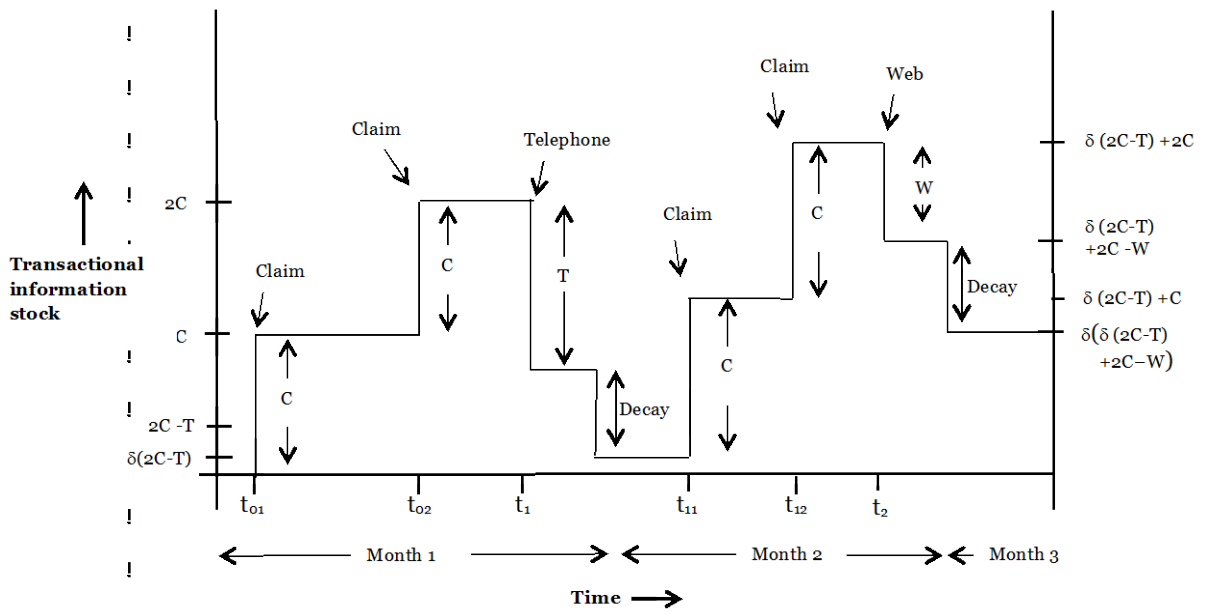 !
!
!
!
!
!
!
!
!
!
!
Claim
Web
Claim
Telephone
δ (2C-T) +2C
W
2C
C
Claim
C
δ (2C-T)
+2C -W
Transactional
information
stock
Claim
T
Decay
δ (2C-T) +C
C
δ(δ (2C-T)
+2C–W)
C
Decay
C
2C -T
δ(2C-T)
t₀₁
t₀₂
t₁
t₁₁
t₁₂
t₂
Month 1
Month 2
Month 3
Time